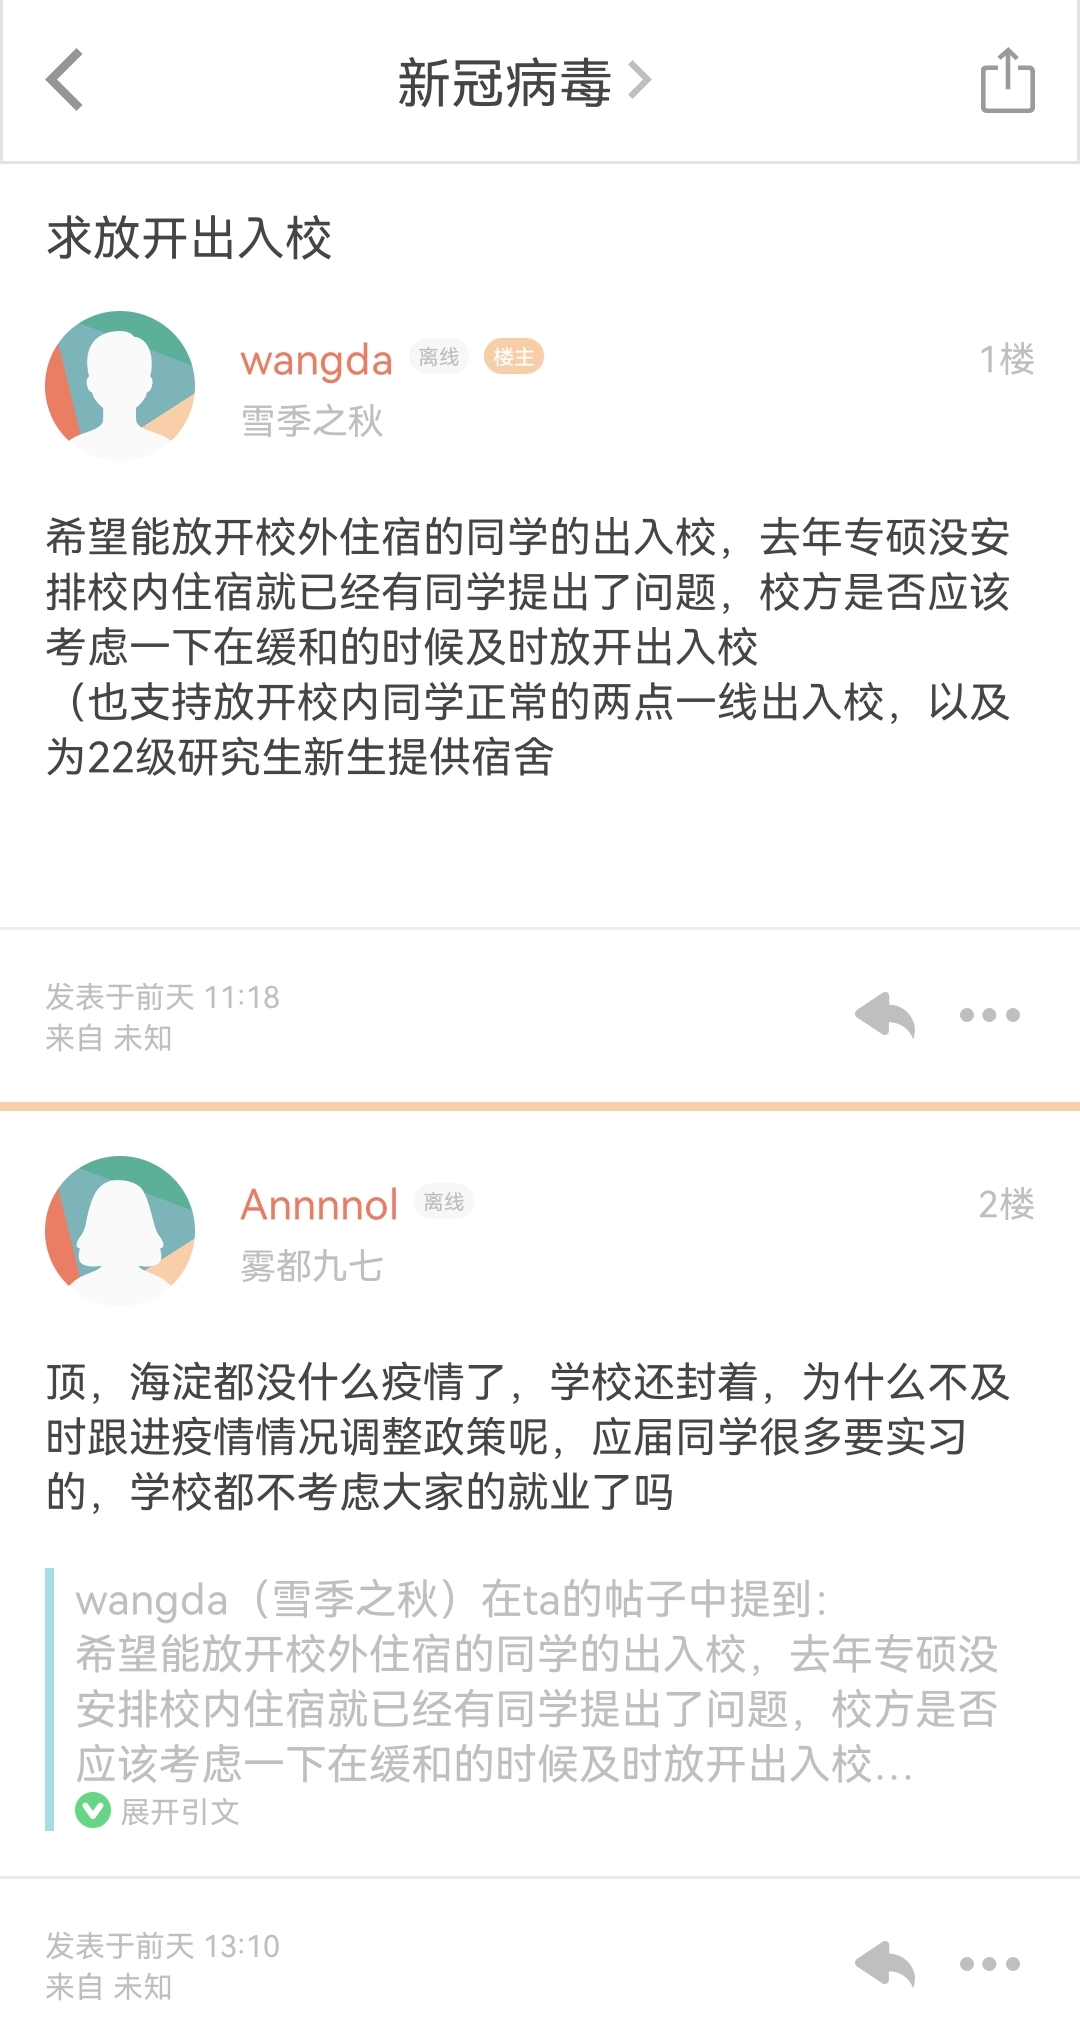 新冠病毒
求放开出入校
wangda 离线 楼主 1楼
雪季之秋
希望能放开校外住宿的同学的出入校，去年专硕没安
排校内住宿就已经有同学提出了问题，校方是否应该
考虑一下在缓和的时候及时放开出入校
（也支持放开校内同学正常的两点一线出入校，以及
为22级研究生新生提供宿舍
发表于前天 11:18
来自 未知
Annnnol 离线 2楼
雾都九七
顶，海淀都没什么疫情了，学校还封着，为什么不及
时跟进疫情情况调整政策呢，应届同学很多要实习
的，学校都不考虑大家的就业了吗
wangda（雪季之秋）在ta的帖子中提到：
希望能放开校外住宿的同学的出入校，去年专硕没
安排校内住宿就已经有同学提出了问题，校方是否
应该考虑一下在缓和的时候及时放开出入校...
展开引文
发表于前天 13:10
来自 未知